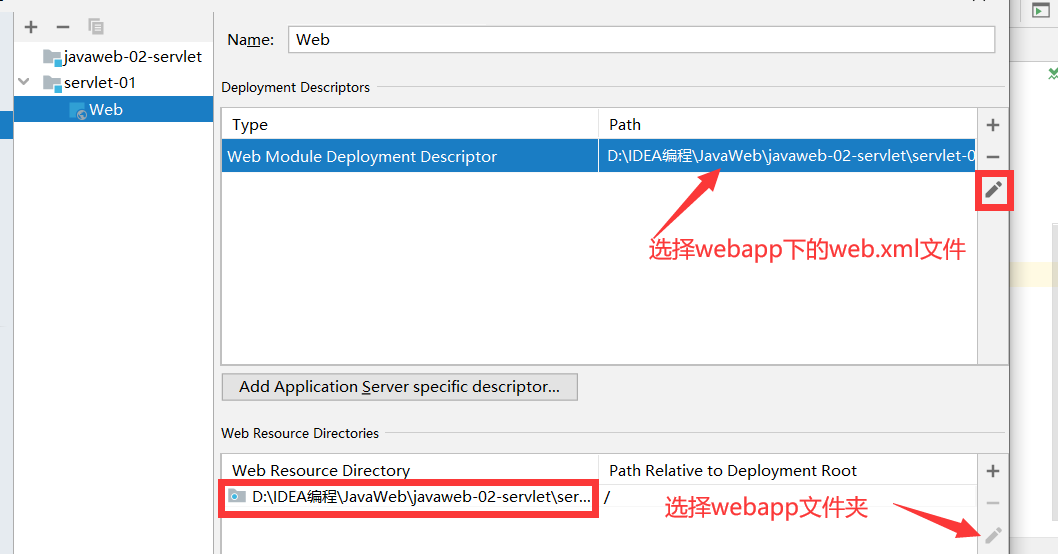 Name: Web
javaweb-02-servlet
servlet-01
Web
Deployment Descriptors
Type Path
Web Module Deployment Descriptor D:\IDEA编程\JavaWeb\javaweb-02-servlet\servlet-0
选择webapp下的web.xml文件
Add Application Server specific descriptor...
Web Resource Directories
Web Resource Directory Path Relative to Deployment Root
D:\IDEA编程\JavaWeb\javaweb-02-servlet\ser... /
选择webapp文件夹